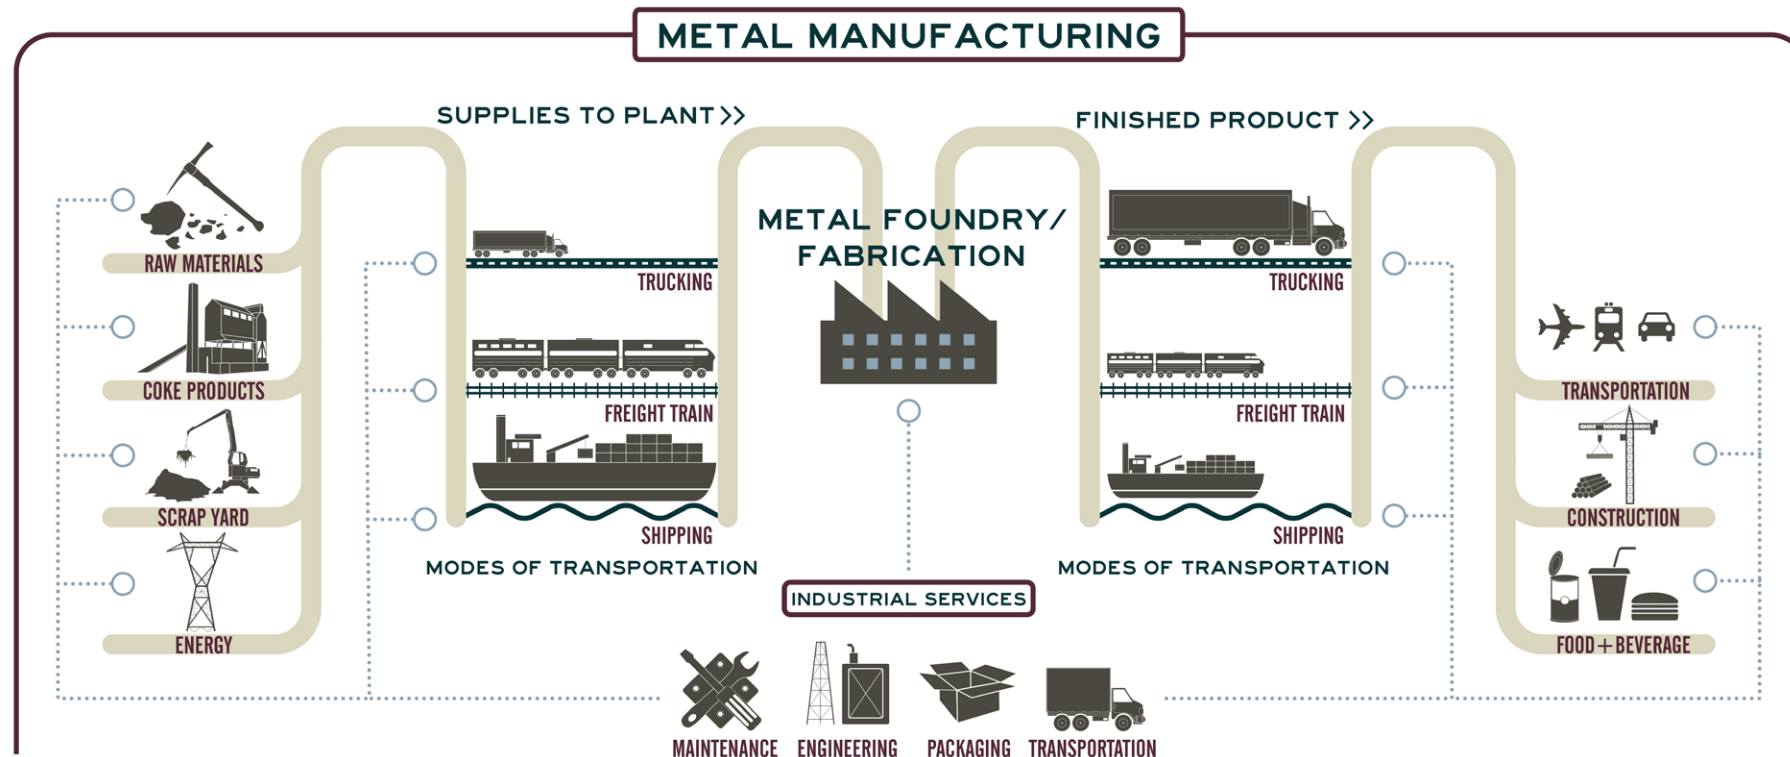 METAL MANUFACTURING
SUPPLIES TO PLANT >>
FINISHED PRODUCT >>
RAW MATERIALS
COKE PRODUCTS
SCRAP YARD
ENERGY
TRUCKING
FREIGHT TRAIN
SHIPPING
MODES OF TRANSPORTATION
METAL FOUNDRY/
FABRICATION
TRUCKING
FREIGHT TRAIN
SHIPPING
MODES OF TRANSPORTATION
TRANSPORTATION
CONSTRUCTION
FOOD + BEVERAGE
INDUSTRIAL SERVICES
MAINTENANCE
ENGINEERING
PACKAGING
TRANSPORTATION